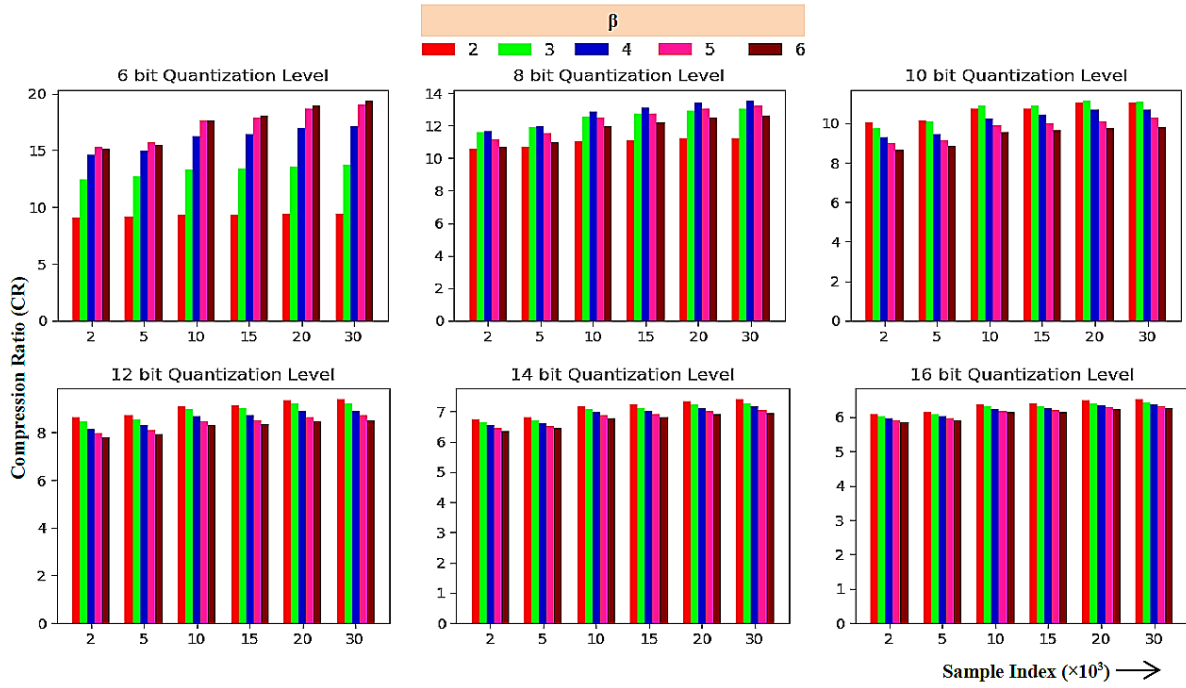 β
2 3 4 5 6
6 bit Quantization Level
8 bit Quantization Level
10 bit Quantization Level
Compression Ratio (CR)
20
15
10
5
0
2 5 10 15 20 30
14
12
10
8
6
4
2
0
2 5 10 15 20 30
10
8
6
4
2
0
2 5 10 15 20 30
12 bit Quantization Level
14 bit Quantization Level
16 bit Quantization Level
8
6
4
2
0
2 5 10 15 20 30
7
6
5
4
3
2
1
0
2 5 10 15 20 30
6
5
4
3
2
1
0
2 5 10 15 20 30
Sample Index (×10³) →